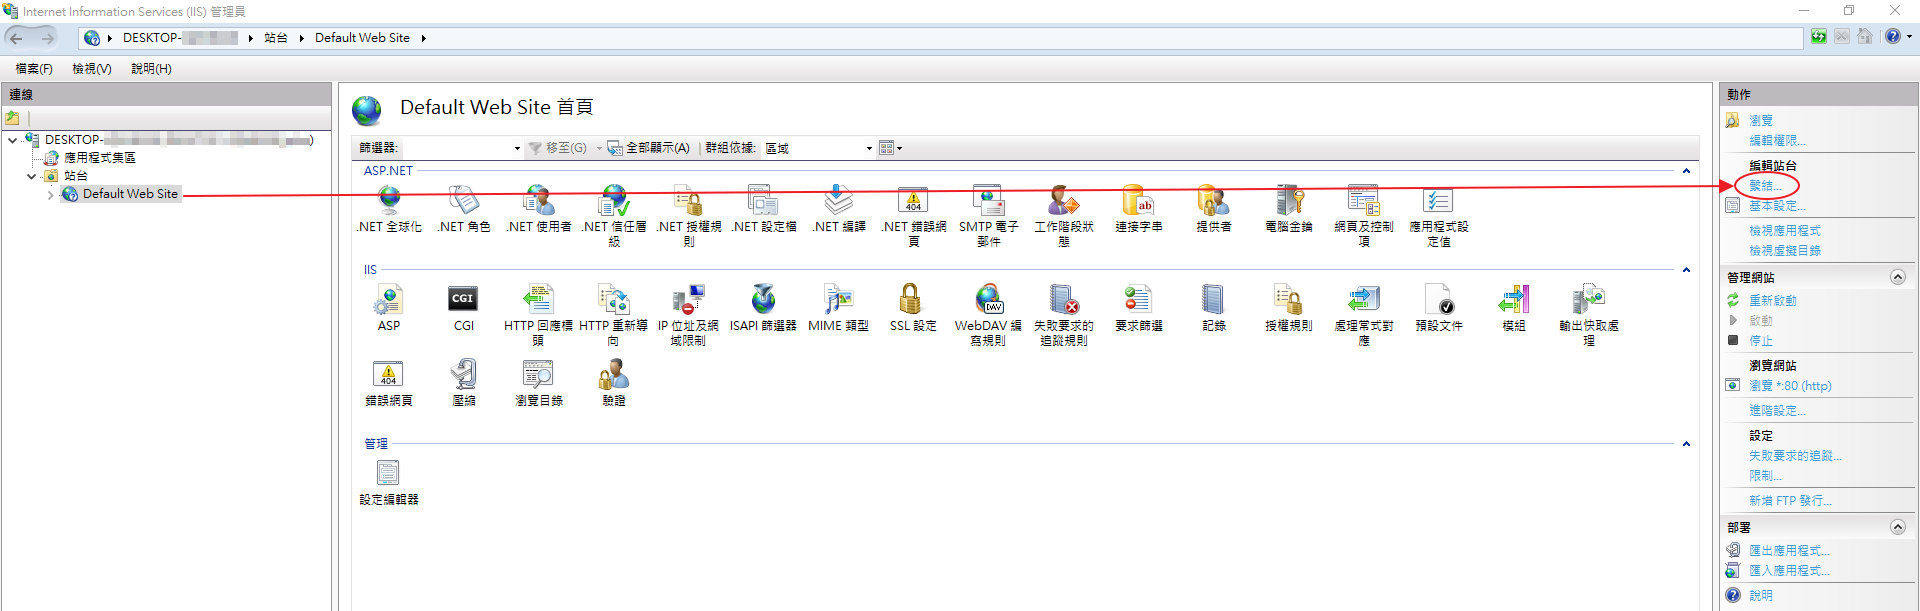 Internet Information Services (IIS) 管理員
DESKTOP-
站台
Default Web Site
檔案(F)
檢視(V)
說明(H)
連線
DESKTOP- )
應用程式集區
站台
Default Web Site
Default Web Site 首頁
篩選器:
移至(G)
全部顯示(A)
群組依據:
區域
ASP.NET
.NET 全球化
.NET 角色
.NET 使用者
.NET 信任層
級
.NET 授權規
則
.NET 設定檔
.NET 編譯
404
.NET 錯誤網
頁
SMTP 電子
郵件
工作階段狀
態
ab
連接字串
提供者
電腦金鑰
網頁及控制
項
應用程式設
定值
IIS
ASP
CGI
CGI
HTTP 回應標
頭
HTTP 重新導
向
IP 位址及網
域限制
ISAPI 篩選器
MIME 類型
SSL 設定
DAV
WebDAV 編
寫規則
失敗要求的
追蹤規則
要求篩選
記錄
授權規則
處理常式對
應
預設文件
模組
輸出快取處
理
404
錯誤網頁
壓縮
瀏覽目錄
驗證
管理
設定編輯器
動作
瀏覽
編輯權限...
編輯站台
繫結...
基本設定...
檢視應用程式
檢視虛擬目錄
管理網站
重新啟動
啟動
停止
瀏覽網站
瀏覽 *:80 (http)
進階設定...
設定
失敗要求的追蹤...
限制...
新增 FTP 發行...
部署
匯出應用程式...
匯入應用程式...
說明